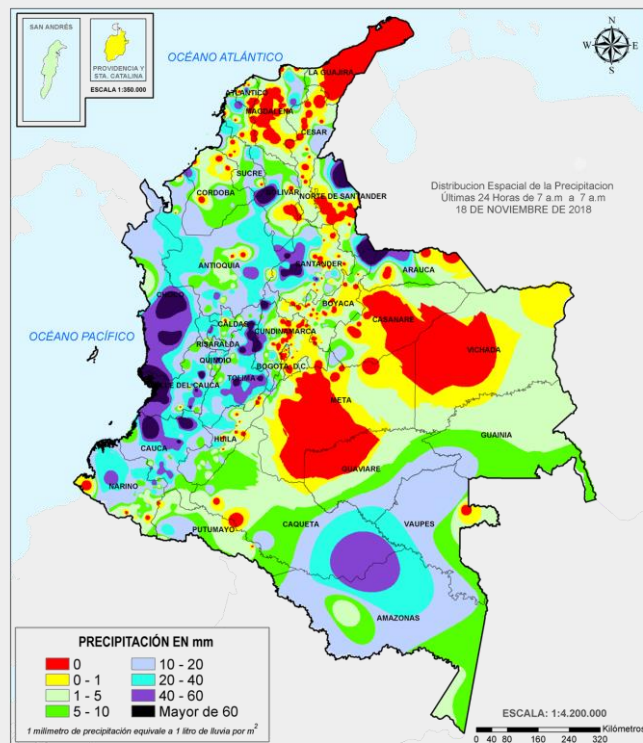 SAN ANDRÉS
PROVIDENCIA Y
STA. CATALINA
ESCALA 1:350.000
OCÉANO ATLÁNTICO
N
W E
S
LA GUAJIRA
ATLANTICO
MAGDALENA
CESAR
SUCRE
CORDOBA
BOLIVAR
NORTE DE SANTANDER
Distribucion Espacial de la Precipitacion
Últimas 24 Horas de 7 a.m a 7 a.m
18 DE NOVIEMBRE DE 2018
ANTIOQUIA
SANTANDER
ARAUCA
CHOCO
BOYACA
OCÉANO PACÍFICO
CALDAS
CUNDINAMARCA
CASANARE
RISARALDA
VICHADA
QUINDIO
BOGOTA D.C.
TOLIMA
VALLE DEL CAUCA
META
HUILA
GUAINIA
CAUCA
GUAVIARE
NARIÑO
PUTUMAYO
CAQUETA
VAUPES
AMAZONAS
PRECIPITACIÓN EN mm
0 10 - 20
0 - 1 20 - 40
1 - 5 40 - 60
5 - 10 Mayor de 60
1 milimetro de precipitación equivale a 1 litro de lluvia por m²
ESCALA: 1:4.200.000
Kilómetros
0 40 80 160 240 320